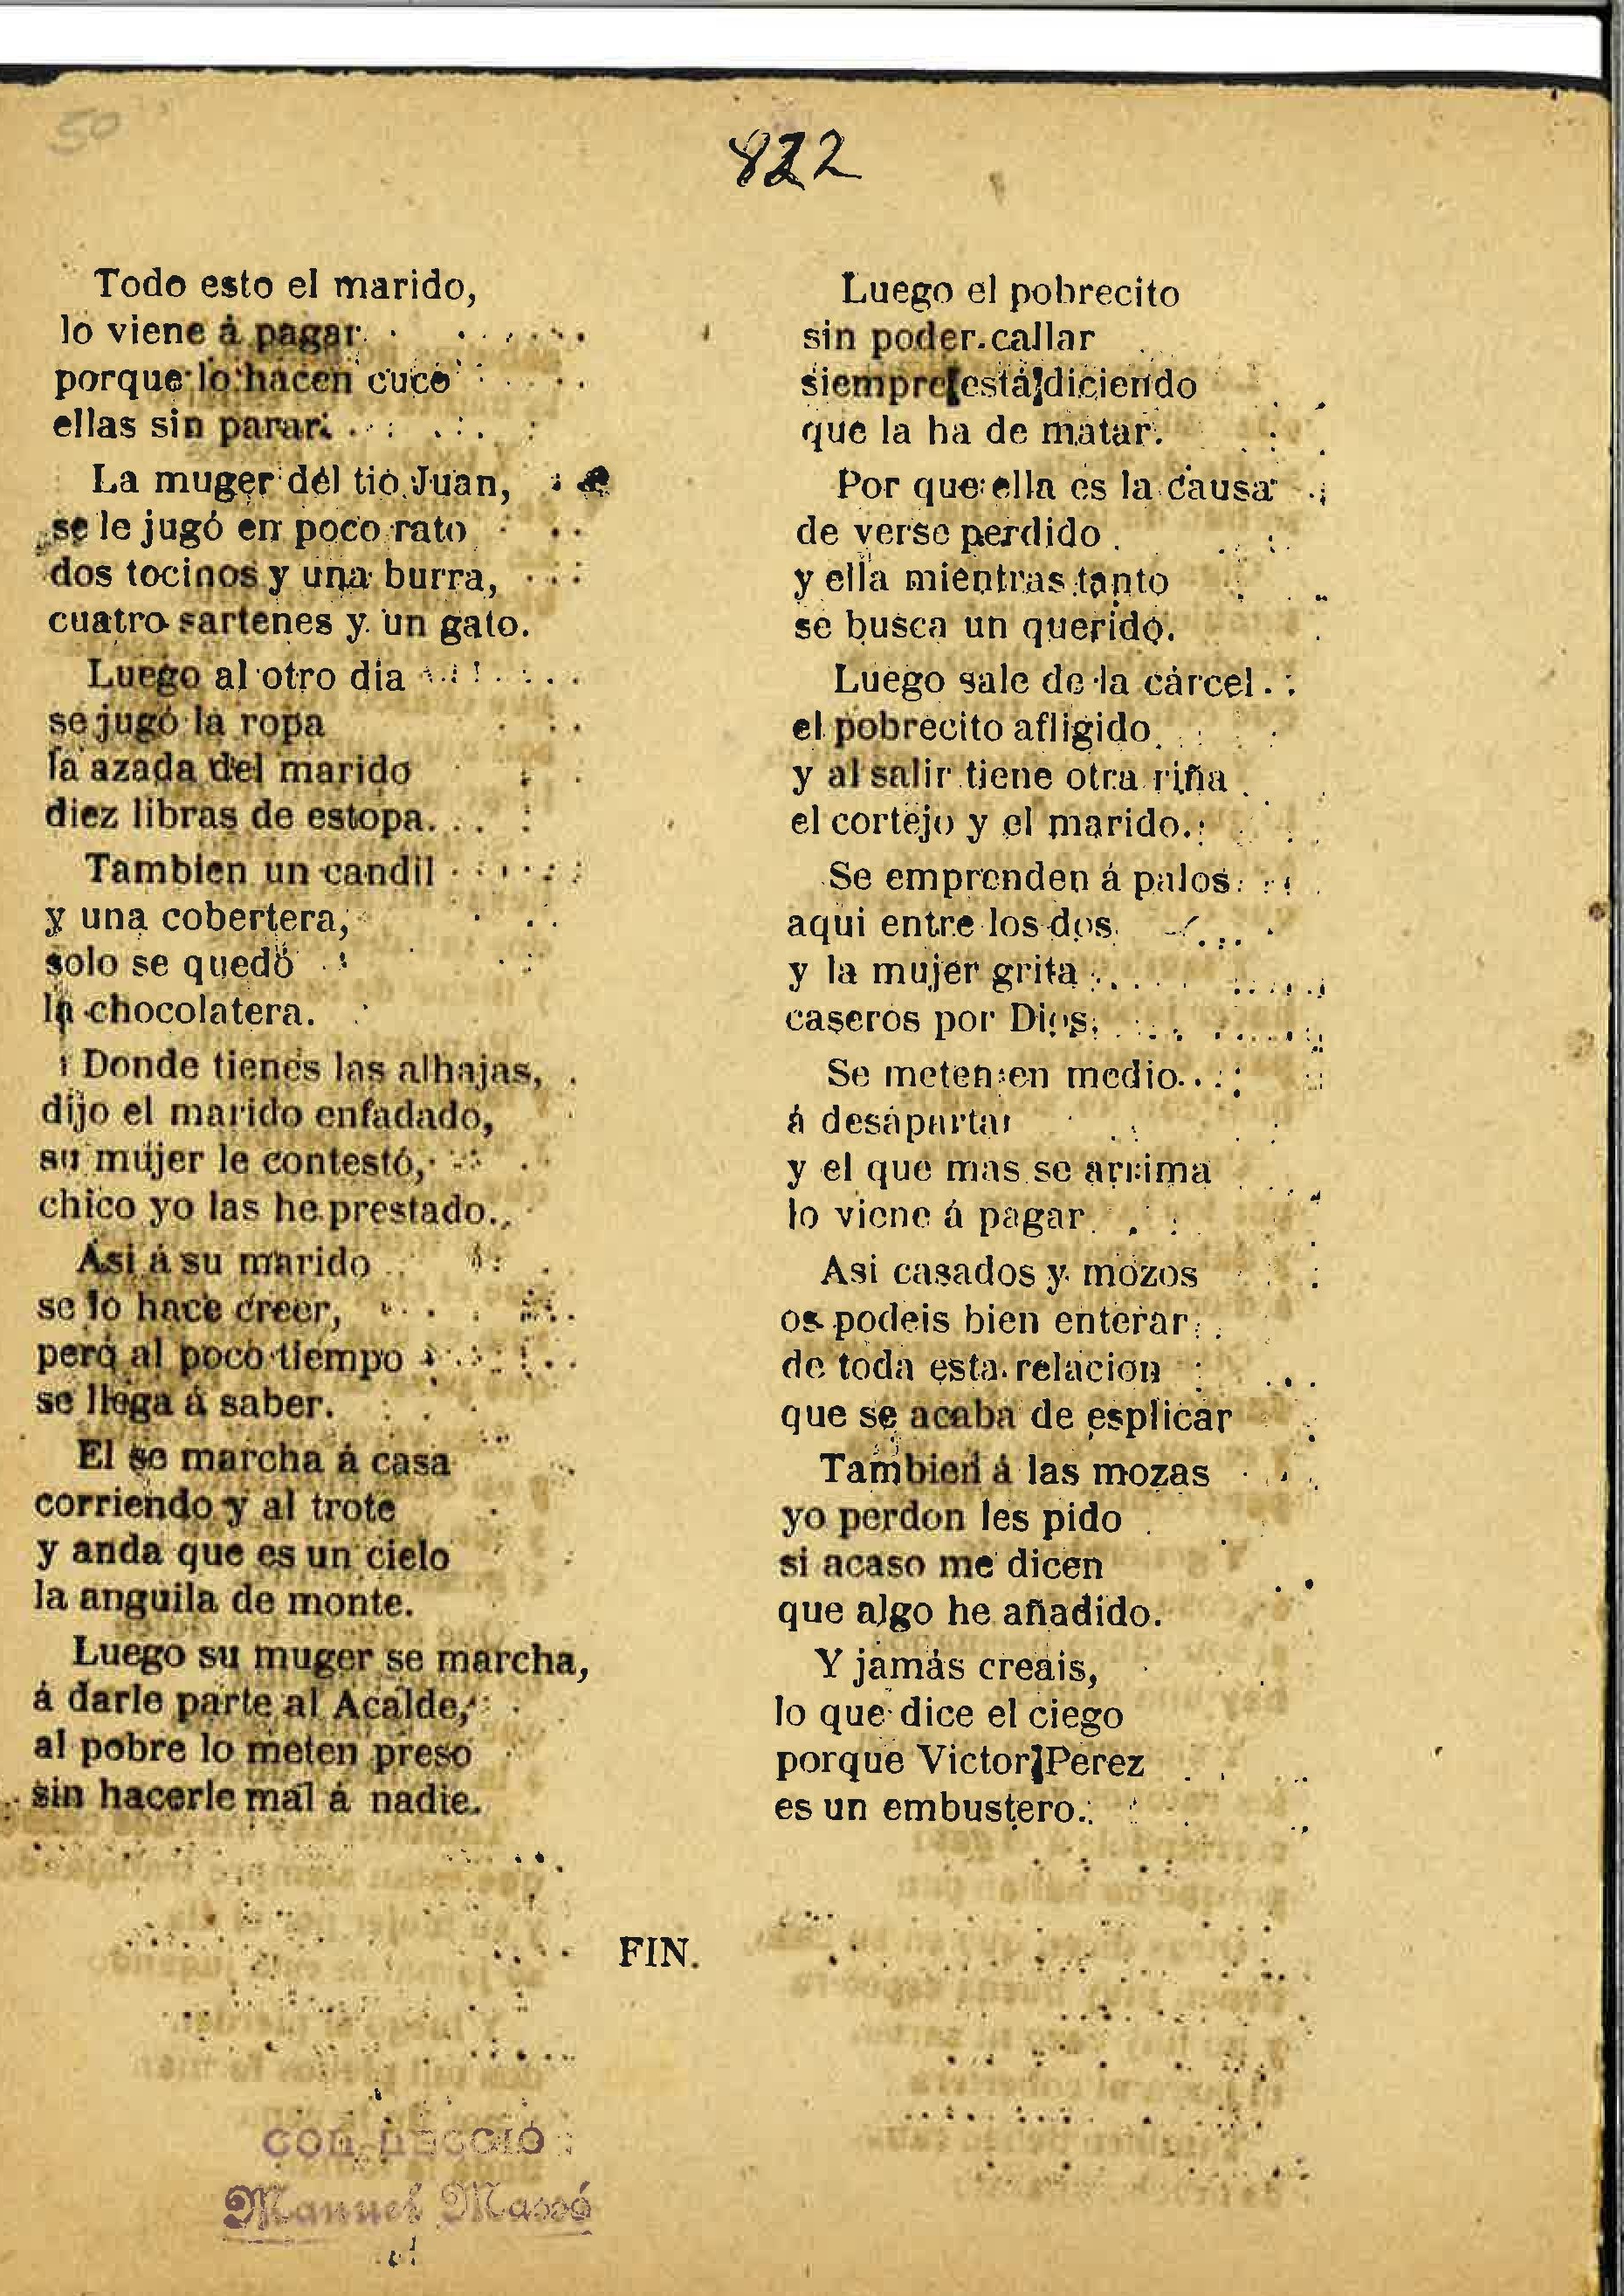 50
822
Todo esto el marido,
lo viene á pagar
porque lo hacen cuco
ellas sin parar.
La muger del tio Juan,
se le jugó en poco rato
dos tocinos y una burra,
cuatro sartenes y un gato.
Luego al otro dia
se jugó la ropa
la azada del marido
diez libras de estopa.
Tambien un candil
y una cobertera,
solo se quedó
la chocolatera.
¡ Donde tienes las alhajas,
dijo el marido enfadado,
su mujer le contestó,
chico yo las he prestado.
Asi á su marido
se lo hace creer,
pero al poco tiempo
se llega á saber.
El se marcha á casa
corriendo y al trote
y anda que es un cielo
la anguila de monte.
Luego su muger se marcha,
á darle parte al Acalde,
al pobre lo meten preso
sin hacerle mal á nadie.
Luego el pobrecito
sin poder callar
siempre está diciendo
que la ha de matar.
Por que ella es la causa
de verse perdido
y ella mientras tanto
se busca un querido.
Luego sale de la cárcel
el pobrecito afligido
y al salir tiene otra riña
el cortejo y el marido.
Se emprenden á palos
aqui entre los dos
y la mujer grita
caseros por Dios.
Se meten en medio
á desapartar
y el que mas se arrima
lo viene á pagar
Asi casados y mozos
os podeis bien enterar
de toda esta relacion
que se acaba de esplicar
Tambien á las mozas
yo perdon les pido
si acaso me dicen
que algo he añadido.
Y jamás creais,
lo que dice el ciego
porque Victor Perez
es un embustero.
FIN.
COL·LECCIÓ
Manuel Massó